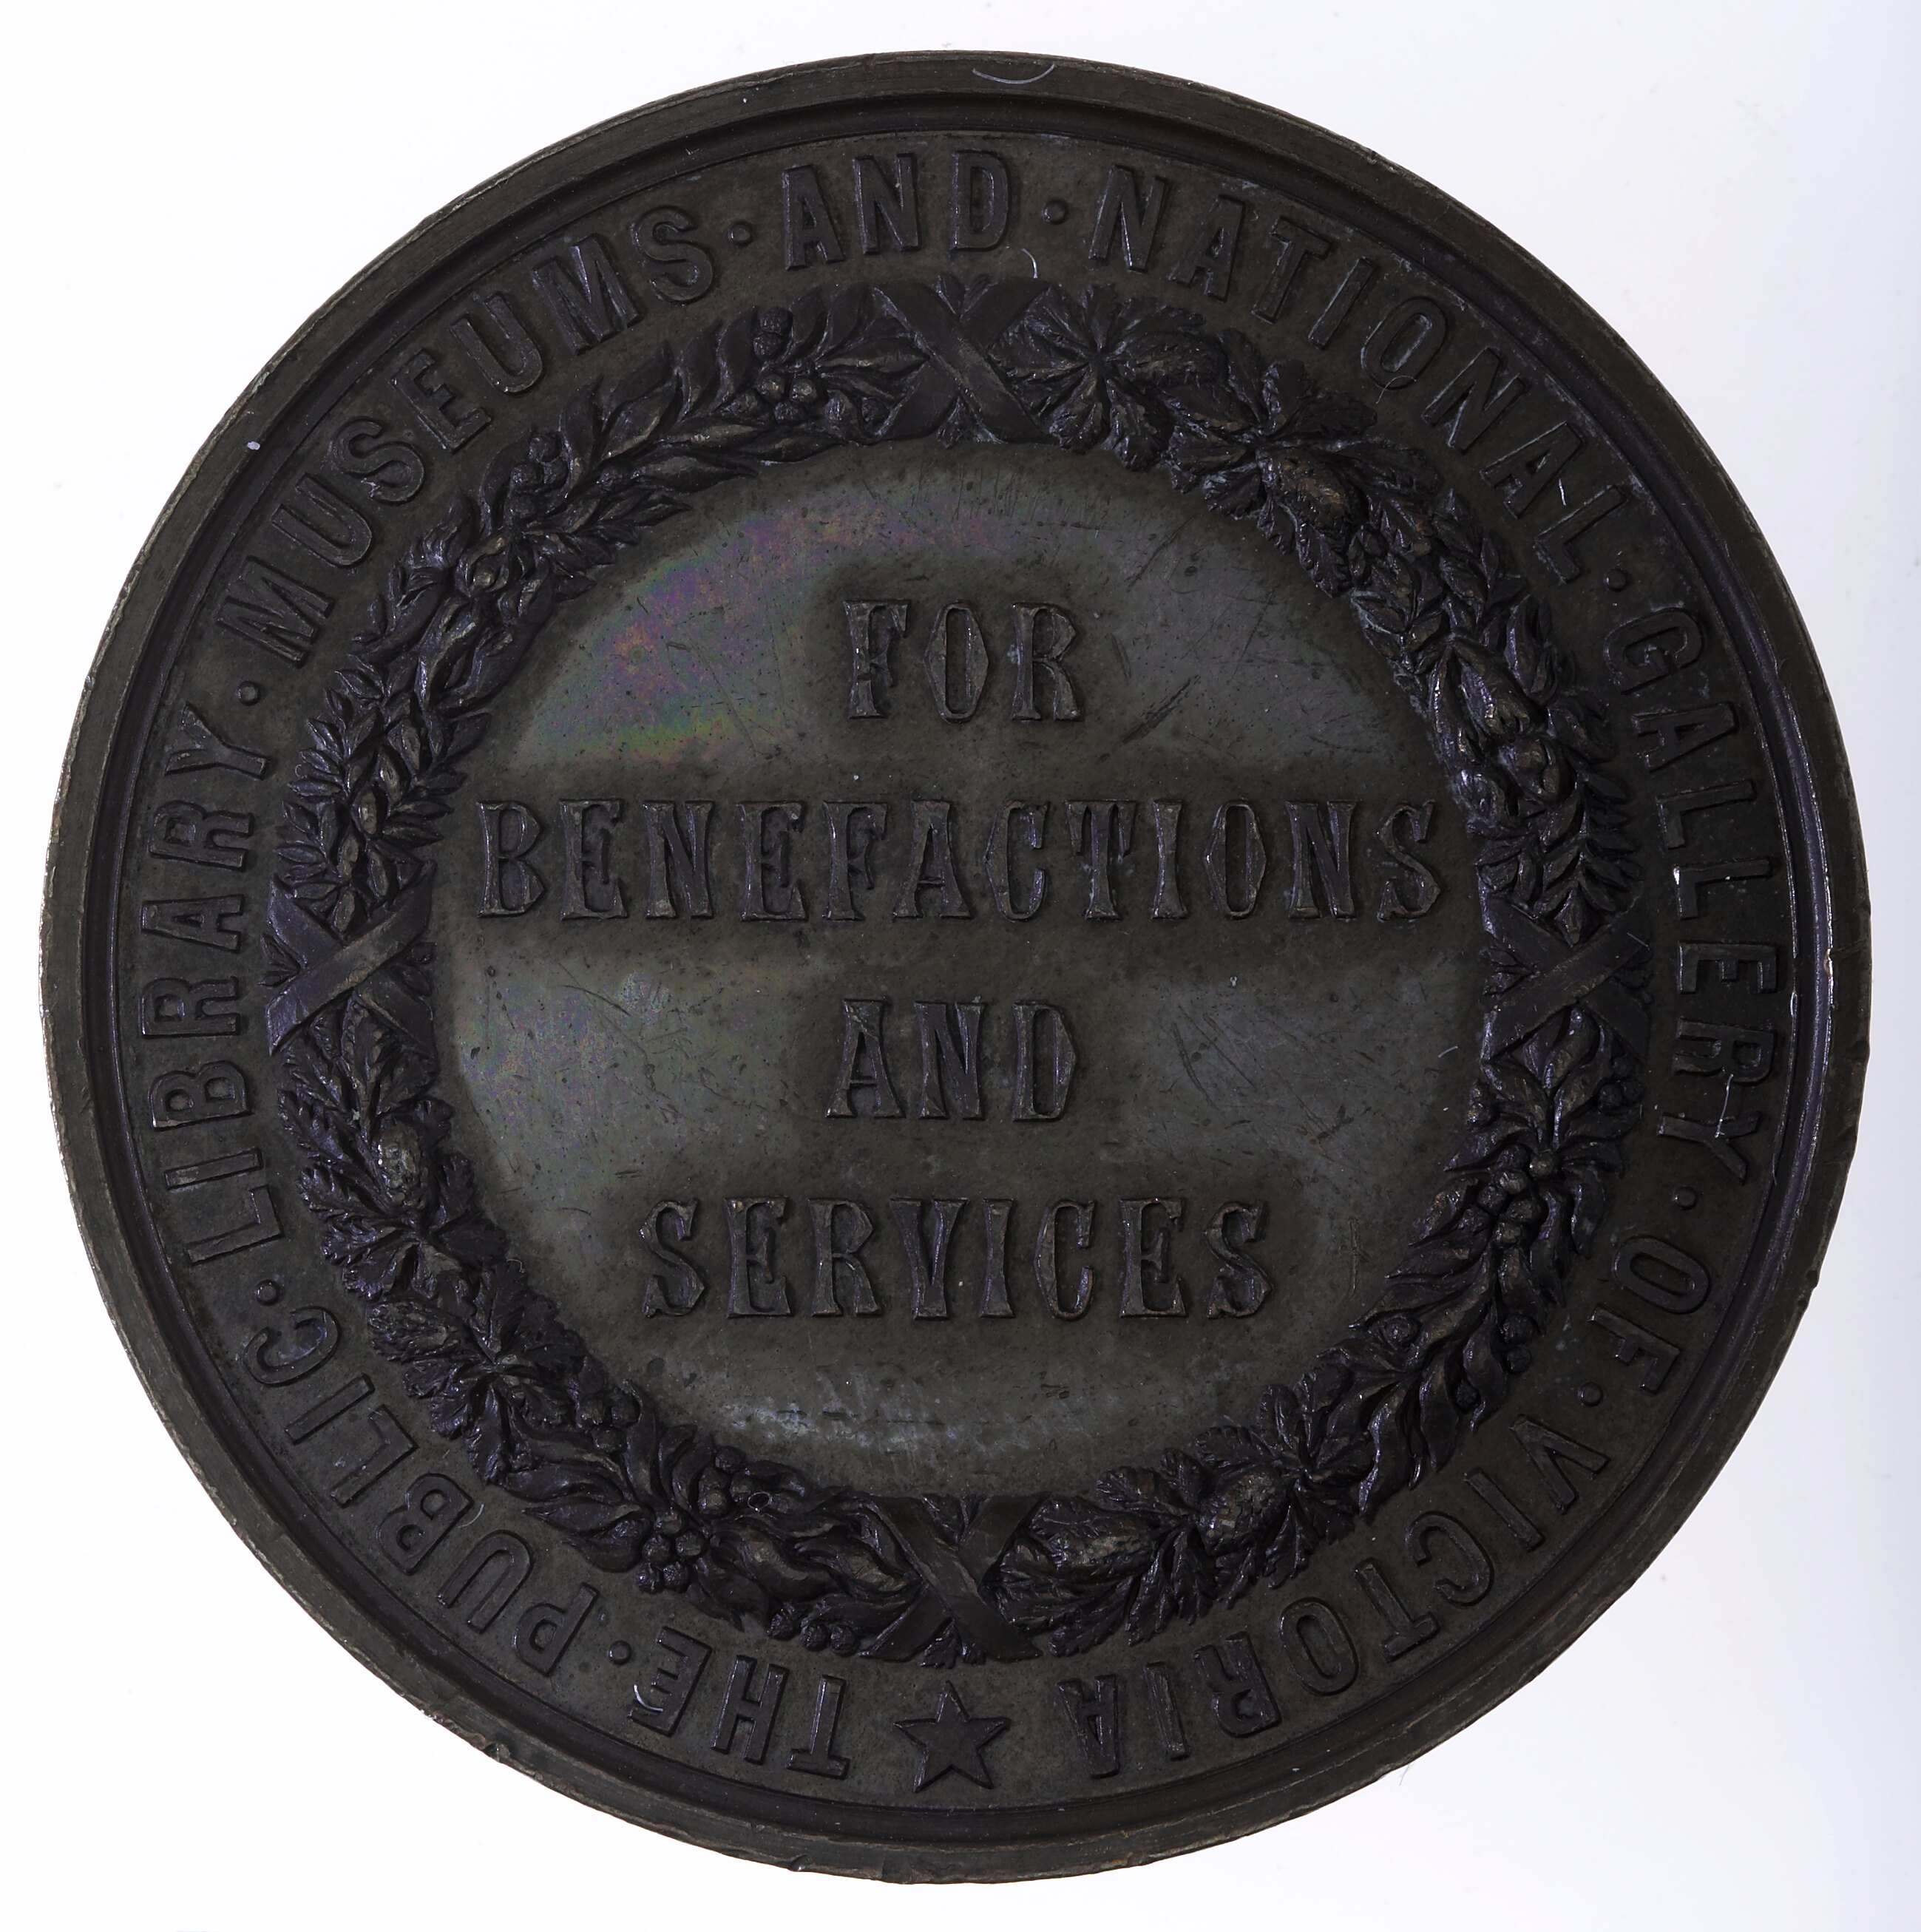 THE · PUBLIC · LIBRARY · MUSEUMS · AND · NATIONAL · GALLERY · OF · VICTORIA
FOR
BENEFACTIONS
AND
SERVICES